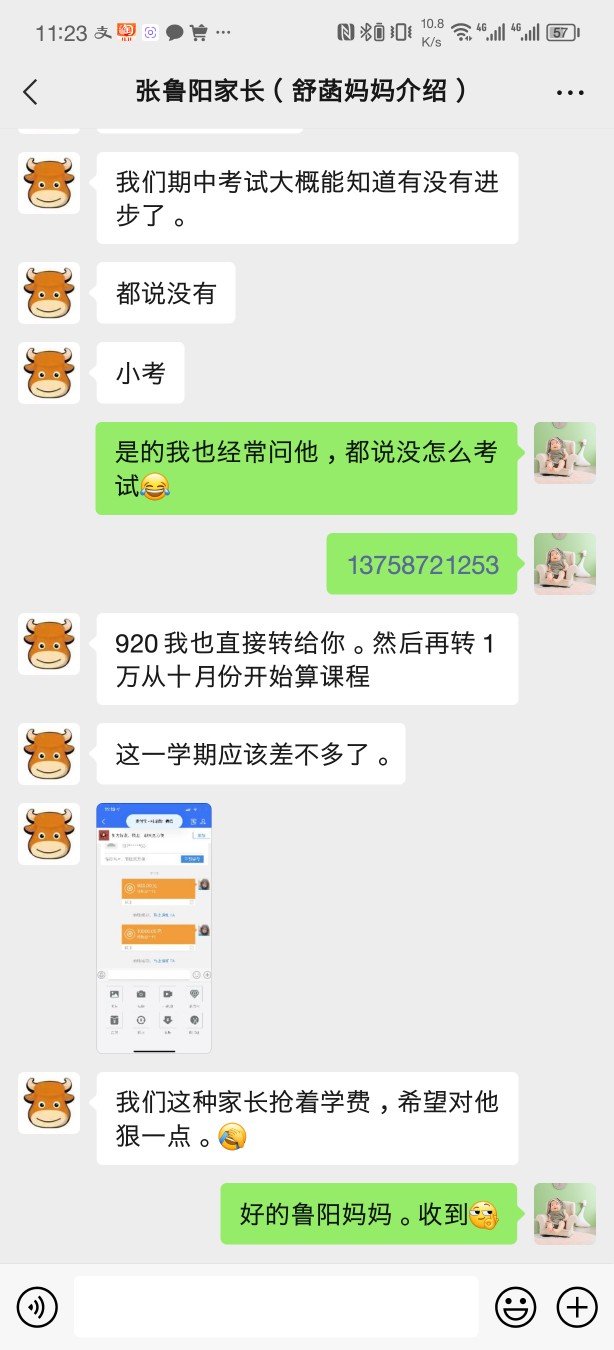 11:23
10.8
K/s
4G
4G
57
张鲁阳家长（舒菡妈妈介绍）
我们期中考试大概能知道有没有进
步了。
都说没有
小考
是的我也经常问他，都说没怎么考
试😂
13758721253
920我也直接转给你。然后再转1
万从十月份开始算课程
这一学期应该差不多了。
我们这种家长抢着学费，希望对他
狠一点。🤣
好的鲁阳妈妈。收到🤔